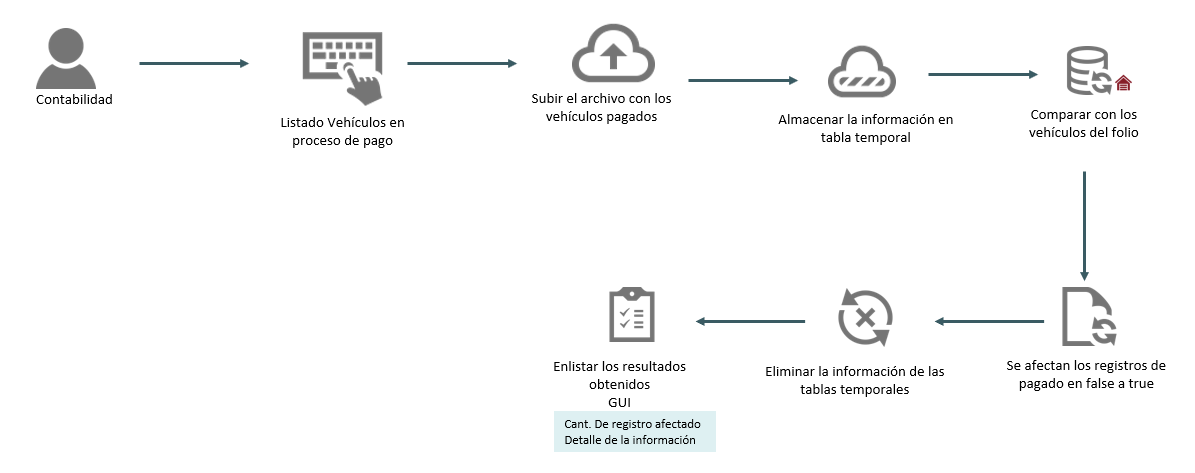 Contabilidad
Listado Vehículos en
proceso de pago
Subir el archivo con los
vehículos pagados
Almacenar la información en
tabla temporal
Comparar con los
vehículos del folio
Se afectan los registros de
pagado en false a true
Eliminar la información de las
tablas temporales
Enlistar los resultados
obtenidos
GUI
Cant. De registro afectado
Detalle de la información